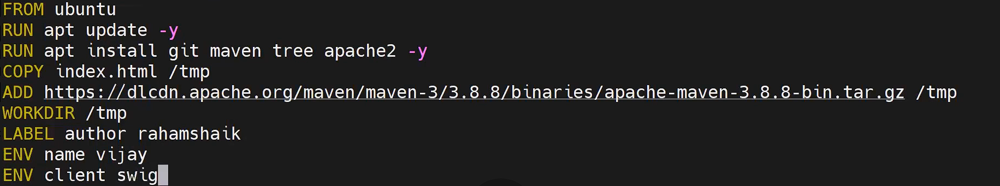 FROM ubuntu
RUN apt update -y
RUN apt install git maven tree apache2 -y
COPY index.html /tmp
ADD https://dlcdn.apache.org/maven/maven-3/3.8.8/binaries/apache-maven-3.8.8-bin.tar.gz /tmp
WORKDIR /tmp
LABEL author rahamshaik
ENV name vijay
ENV client swig